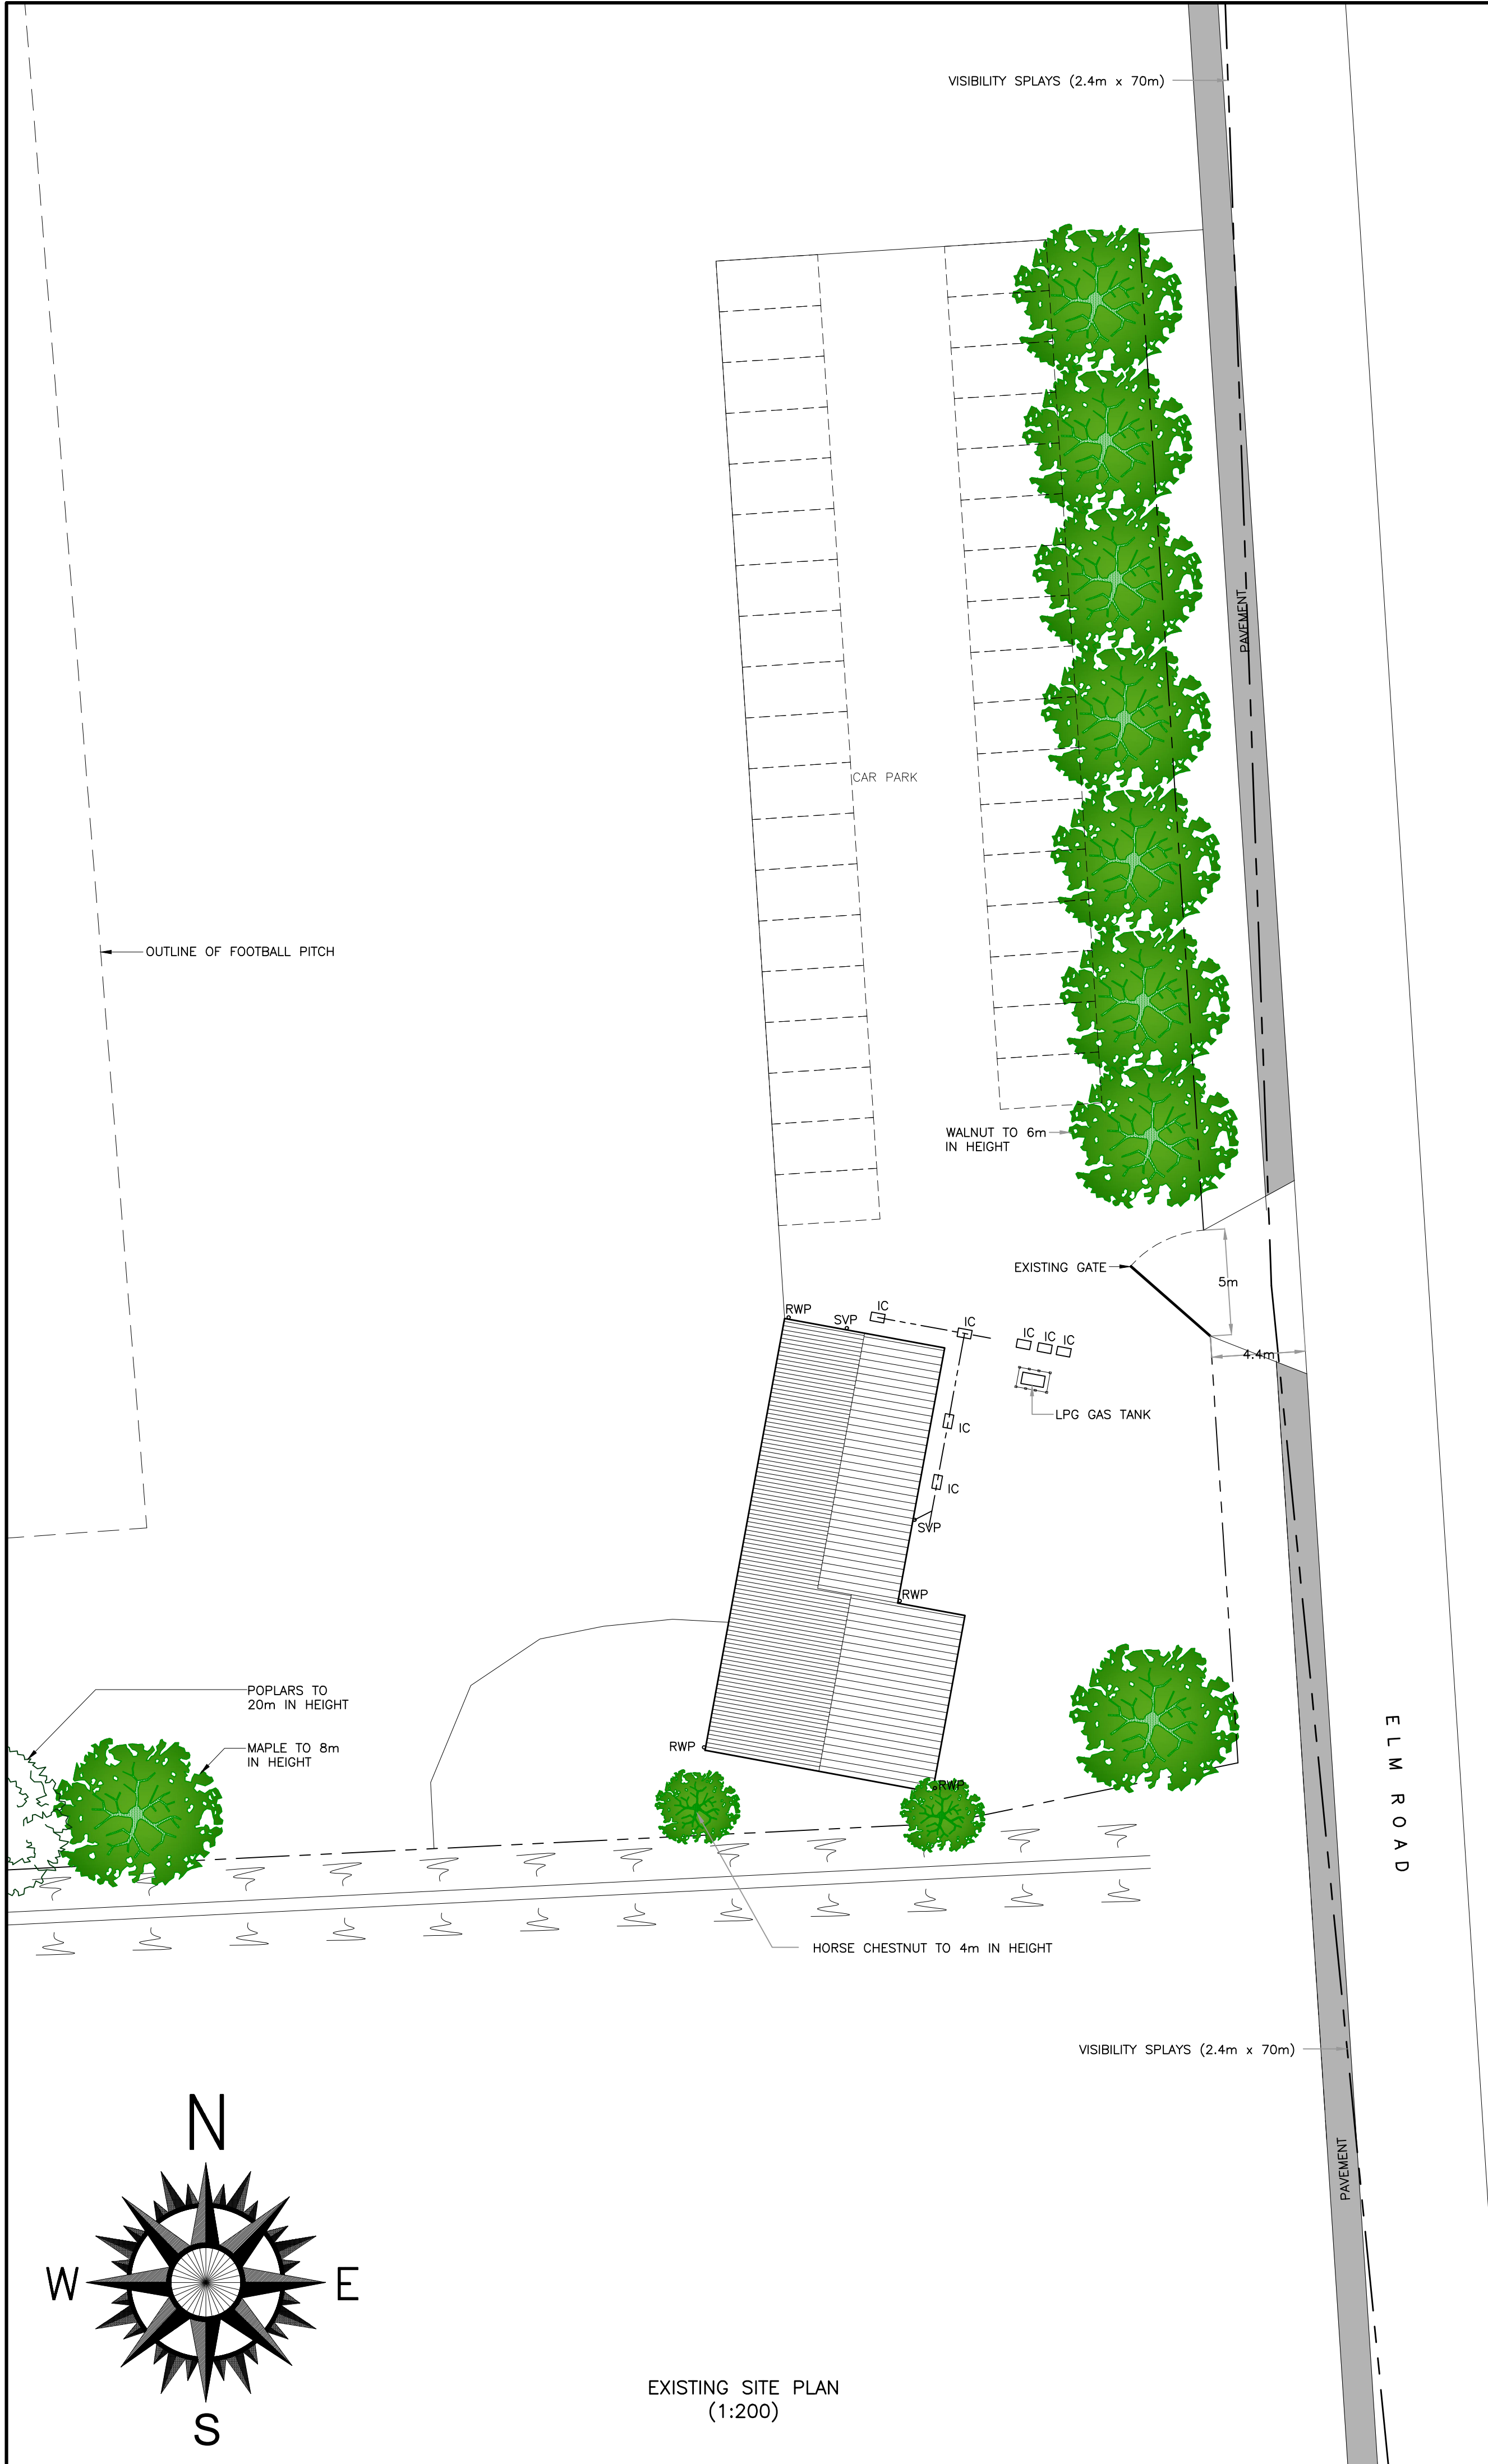 VISIBILITY SPLAYS (2.4m x 70m)
PAVEMENT
CAR PARK
OUTLINE OF FOOTBALL PITCH
WALNUT TO 6m
IN HEIGHT
EXISTING GATE
5m
RWP
SVP
IC
IC
IC
IC
IC
4.4m
LPG GAS TANK
IC
IC
SVP
RWP
POPLARS TO
20m IN HEIGHT
MAPLE TO 8m
IN HEIGHT
RWP
RWP
ELM ROAD
HORSE CHESTNUT TO 4m IN HEIGHT
VISIBILITY SPLAYS (2.4m x 70m)
PAVEMENT
N
W
E
S
EXISTING SITE PLAN
(1:200)